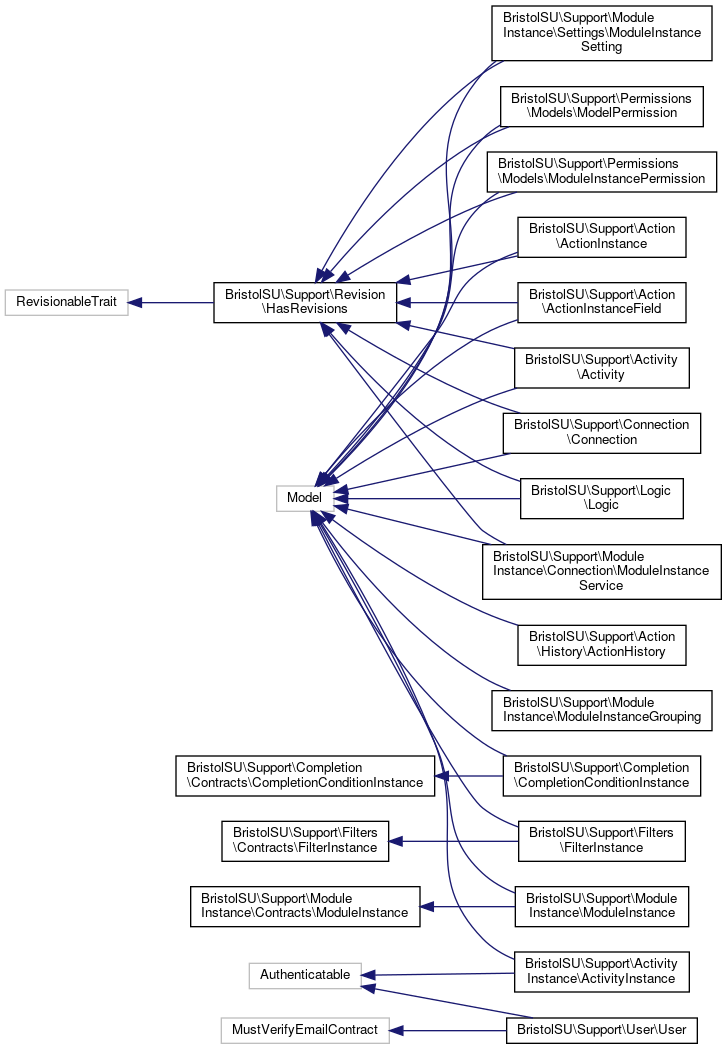 BristolSU\Support\Module
Instance\Settings\ModuleInstance
Setting
BristolSU\Support\Permissions
\Models\ModelPermission
BristolSU\Support\Permissions
\Models\ModuleInstancePermission
BristolSU\Support\Action
\ActionInstance
RevisionableTrait
BristolSU\Support\Revision
\HasRevisions
BristolSU\Support\Action
\ActionInstanceField
BristolSU\Support\Activity
\Activity
BristolSU\Support\Connection
\Connection
Model
BristolSU\Support\Logic
\Logic
BristolSU\Support\Module
Instance\Connection\ModuleInstance
Service
BristolSU\Support\Action
\History\ActionHistory
BristolSU\Support\Module
Instance\ModuleInstanceGrouping
BristolSU\Support\Completion
\Contracts\CompletionConditionInstance
BristolSU\Support\Completion
\CompletionConditionInstance
BristolSU\Support\Filters
\Contracts\FilterInstance
BristolSU\Support\Filters
\FilterInstance
BristolSU\Support\Module
Instance\Contracts\ModuleInstance
BristolSU\Support\Module
Instance\ModuleInstance
Authenticatable
BristolSU\Support\Activity
Instance\ActivityInstance
MustVerifyEmailContract
BristolSU\Support\User\User